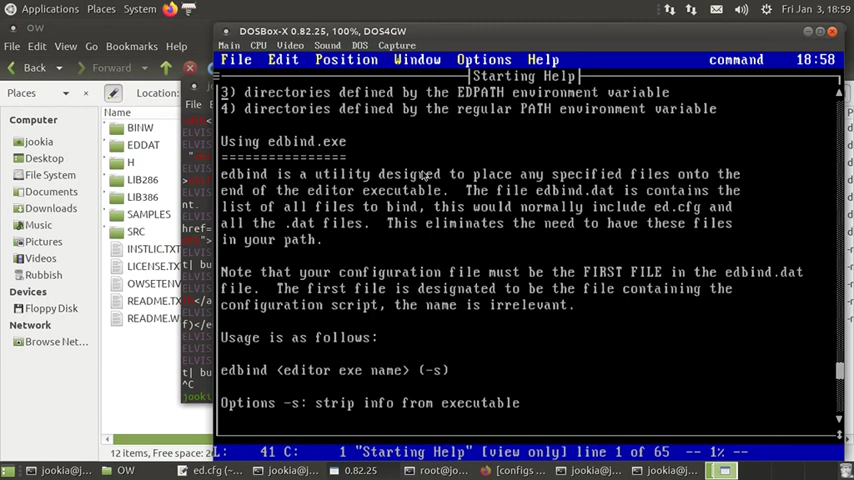 Applications Places System
Fri Jan 3, 18:59
OW
File Edit View Go Bookmarks
Back
Forward
Places
Location:
Computer
jookia
Desktop
File System
Documents
Music
Pictures
Videos
Rubbish
Devices
Floppy Disk
Network
Browse Net...
Name
BINW
EDDAT
H
LIB286
LIB386
SAMPLES
SRC
INSTLIC.T
LICENSE.T
OWSETEN
README.TX
README.W
12 items, Free space: 2
File
^C
DOSBox-X 0.82.25, 100%, DOS4GW
Main CPU Video Sound DOS Capture
File Edit Position Window Options Help command 18:58
Starting Help
3) directories defined by the EDPATH environment variable
4) directories defined by the regular PATH environment variable
Using edbind.exe
================
edbind is a utility designed to place any specified files onto the
end of the editor executable. The file edbind.dat is contains the
list of all files to bind, this would normally include ed.cfg and
all the .dat files. This eliminates the need to have these files
in your path.
Note that your configuration file must be the FIRST FILE in the edbind.dat
file. The first file is designated to be the file containing the
configuration script, the name is irrelevant.
Usage is as follows:
edbind <editor exe name> (-s)
Options -s: strip info from executable
L: 41 C: 1 "Starting Help" [view only] line 1 of 65 -- 1% --
jookia@j... OW ed.cfg (~... jookia@j... 0.82.25 root@jo... [configs ... jookia@j... jookia@j...